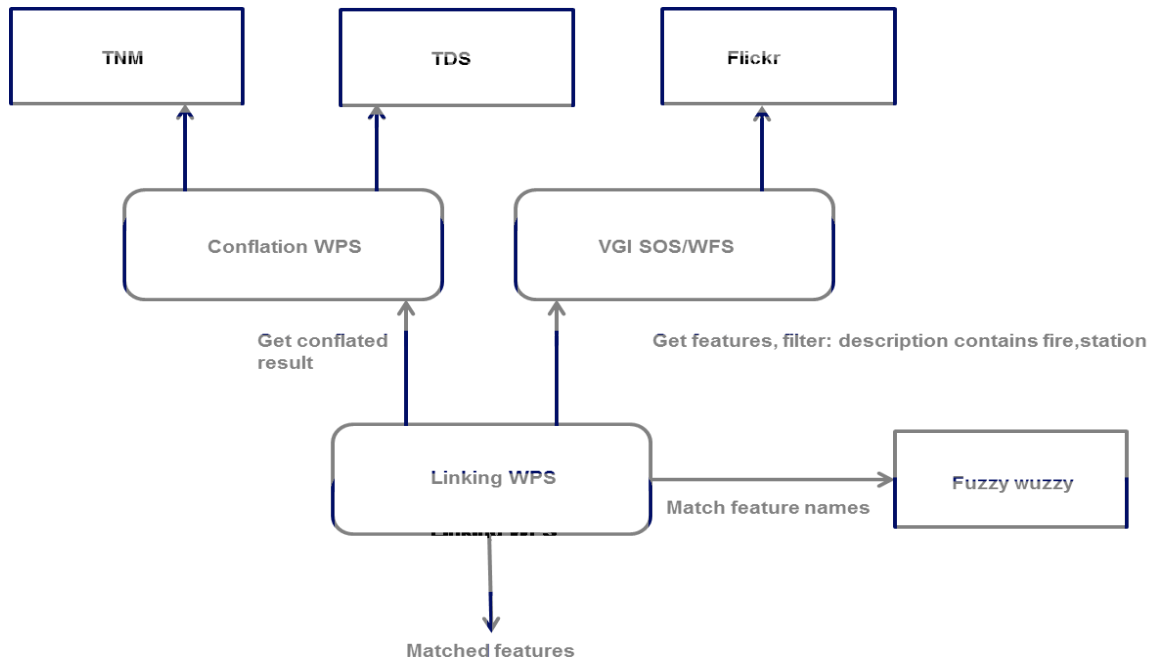 TNM
TDS
Flickr
Conflation WPS
VGI SOS/WFS
Get conflated
result
Get features, filter: description contains fire,station
Linking WPS
Fuzzy wuzzy
Match feature names
Matched features